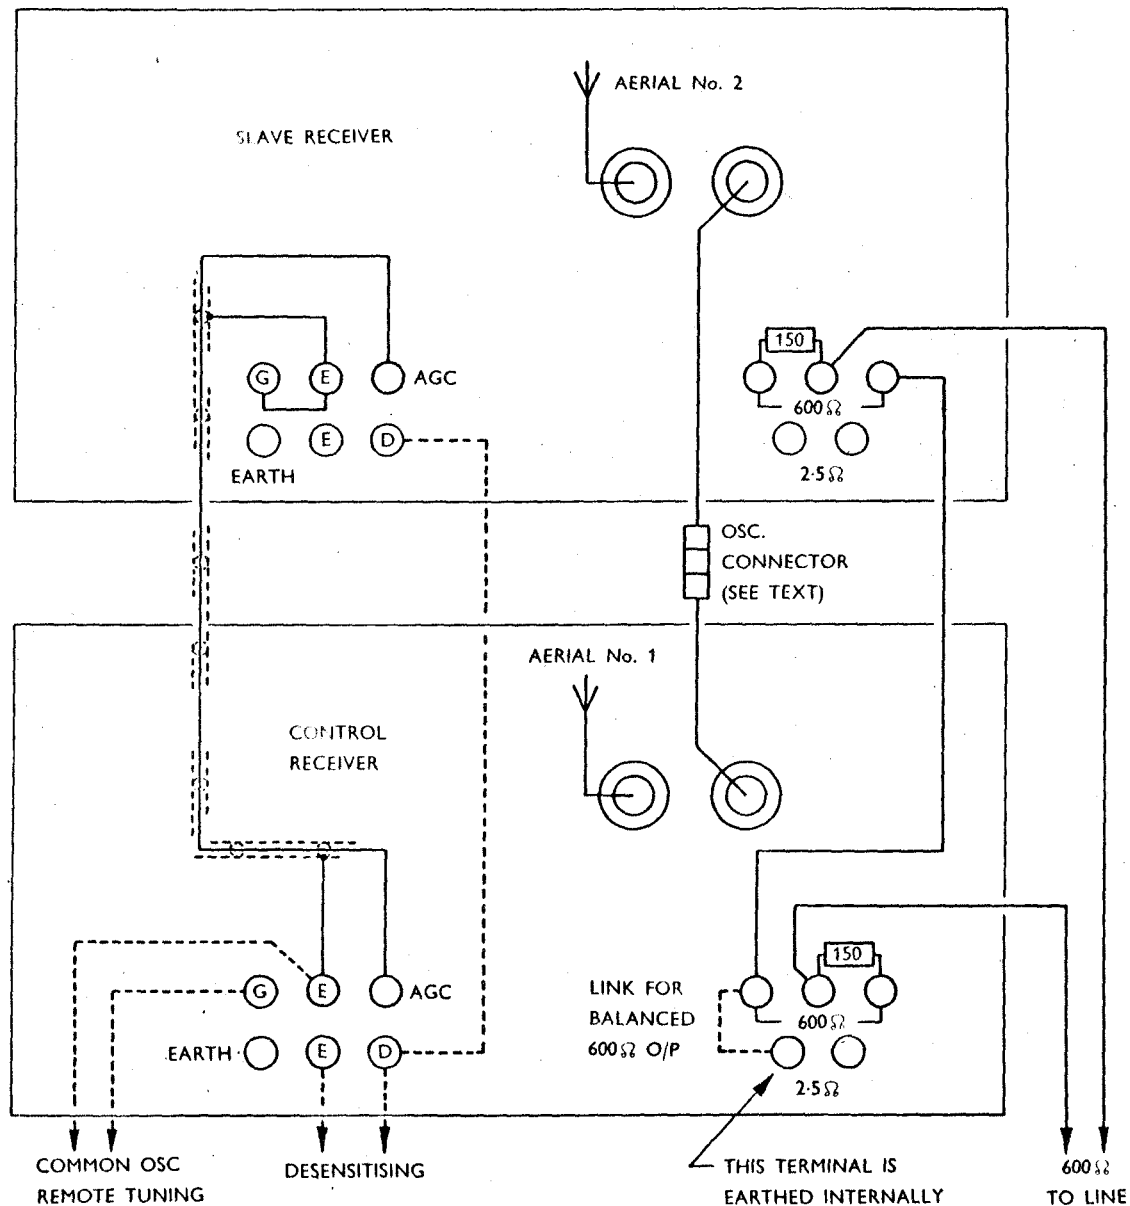 AERIAL No. 2
SLAVE RECEIVER
150
G E AGC
600Ω
E D
EARTH
2·5Ω
OSC.
CONNECTOR
(SEE TEXT)
AERIAL No. 1
CONTROL
RECEIVER
150
G E AGC
LINK FOR
BALANCED
600Ω O/P
600Ω
EARTH E D
2·5Ω
COMMON OSC
REMOTE TUNING
DESENSITISING
THIS TERMINAL IS
EARTHED INTERNALLY
600Ω
TO LINE